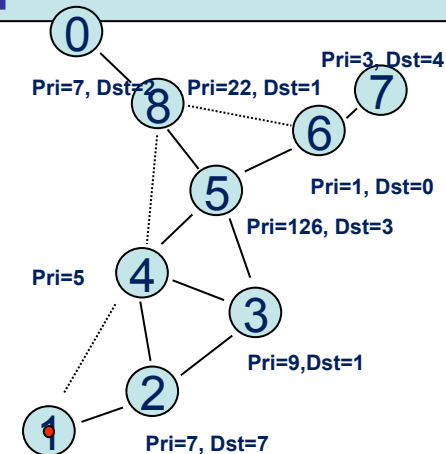 0
Pri=3, Dst=4
Pri=7, Dst=2
8
Pri=22, Dst=1
7
6
5
Pri=1, Dst=0
Pri=126, Dst=3
4
Pri=5
3
Pri=9,Dst=1
2
1
Pri=7, Dst=7